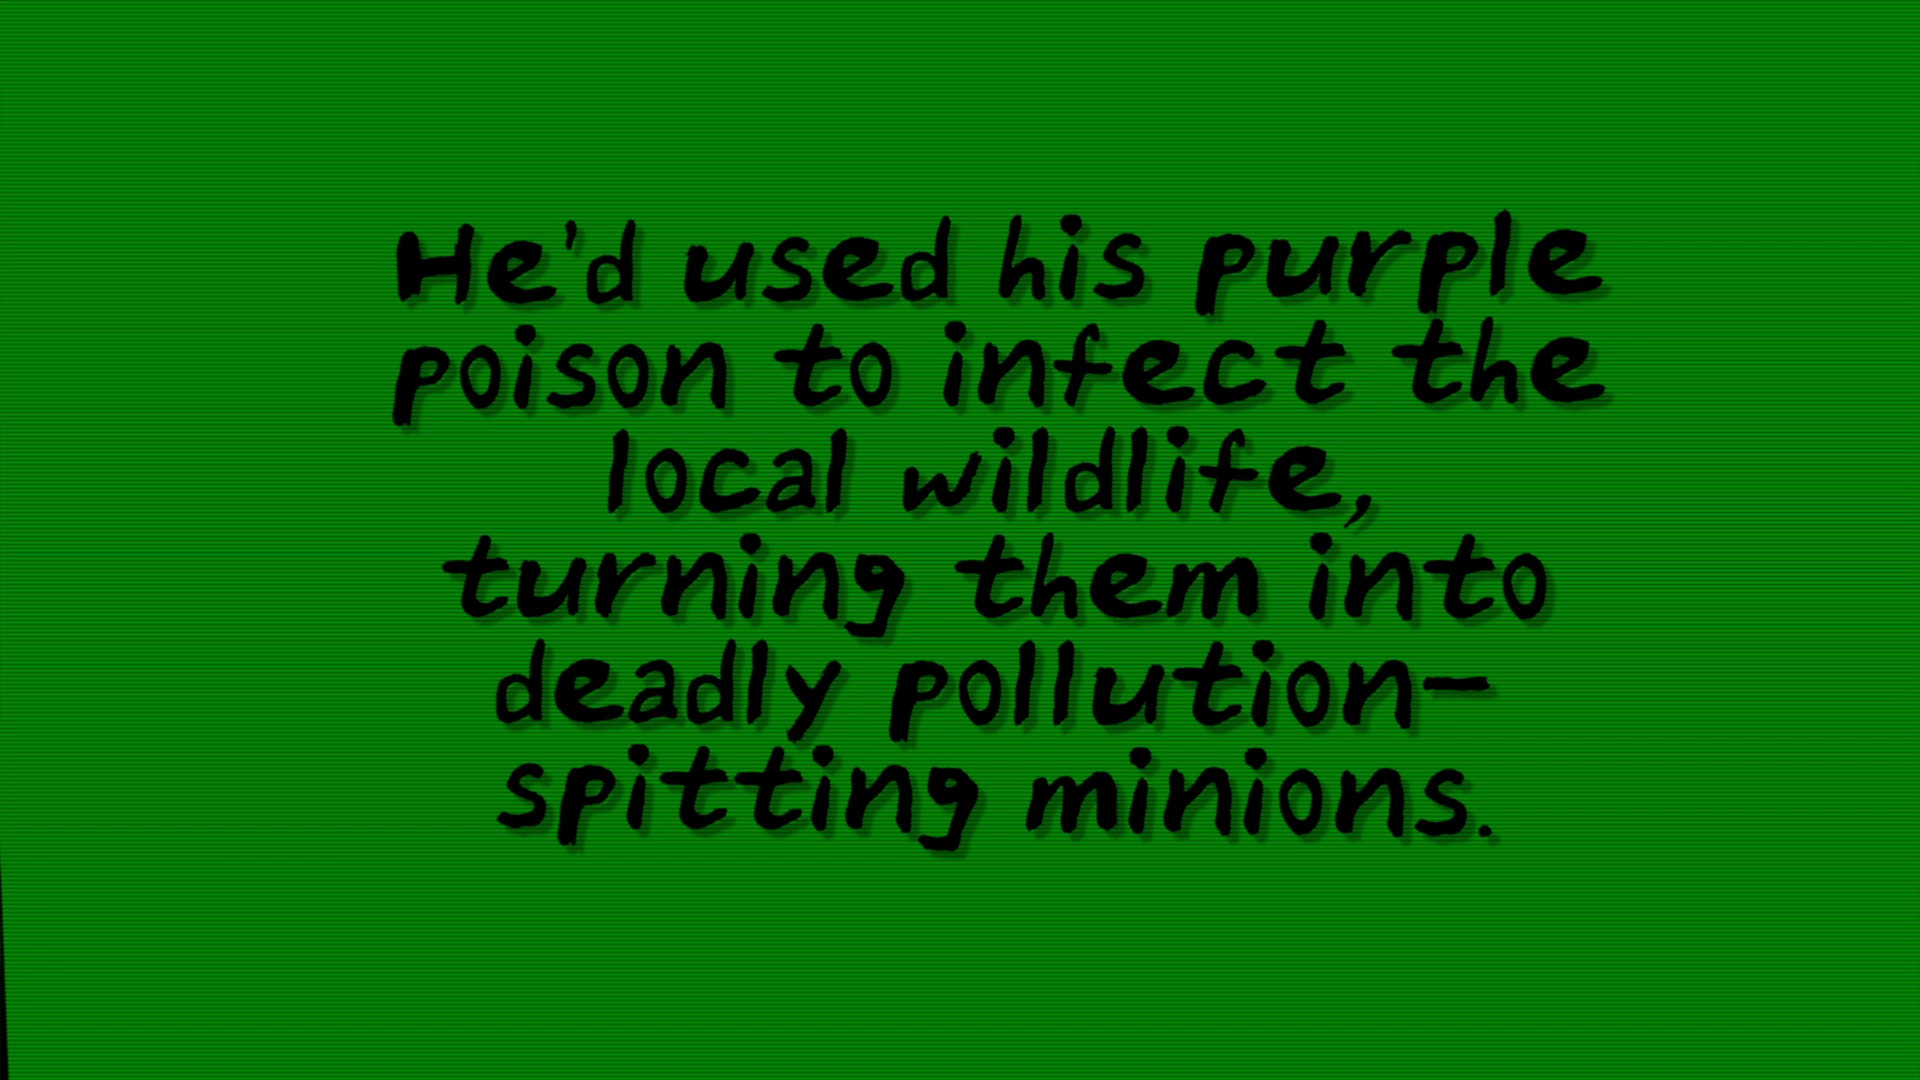 He'd used his purple
poison to infect the
local wildlife,
turning them into
deadly pollution-
spitting minions.